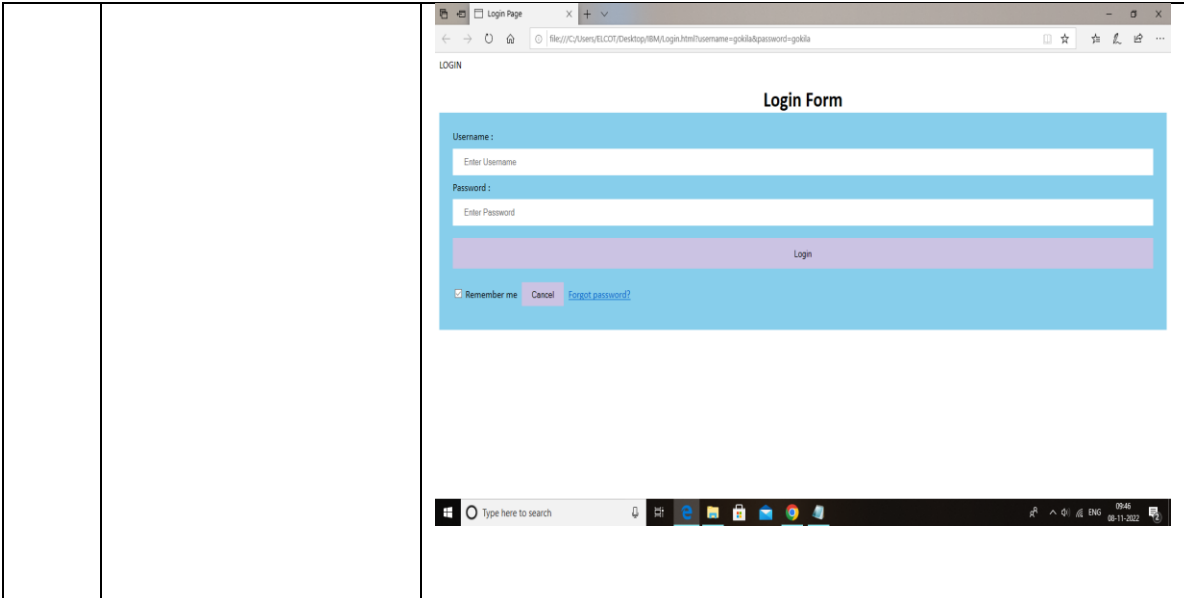 Login Page
file:///C:/Users/ELCOT/Desktop/IBM/Login.html?username=gokila&password=gokila
LOGIN
Login Form
Username :
Enter Username
Password :
Enter Password
Login
Remember me Cancel Forgot password?
Type here to search ENG 09:46
08-11-2022 2